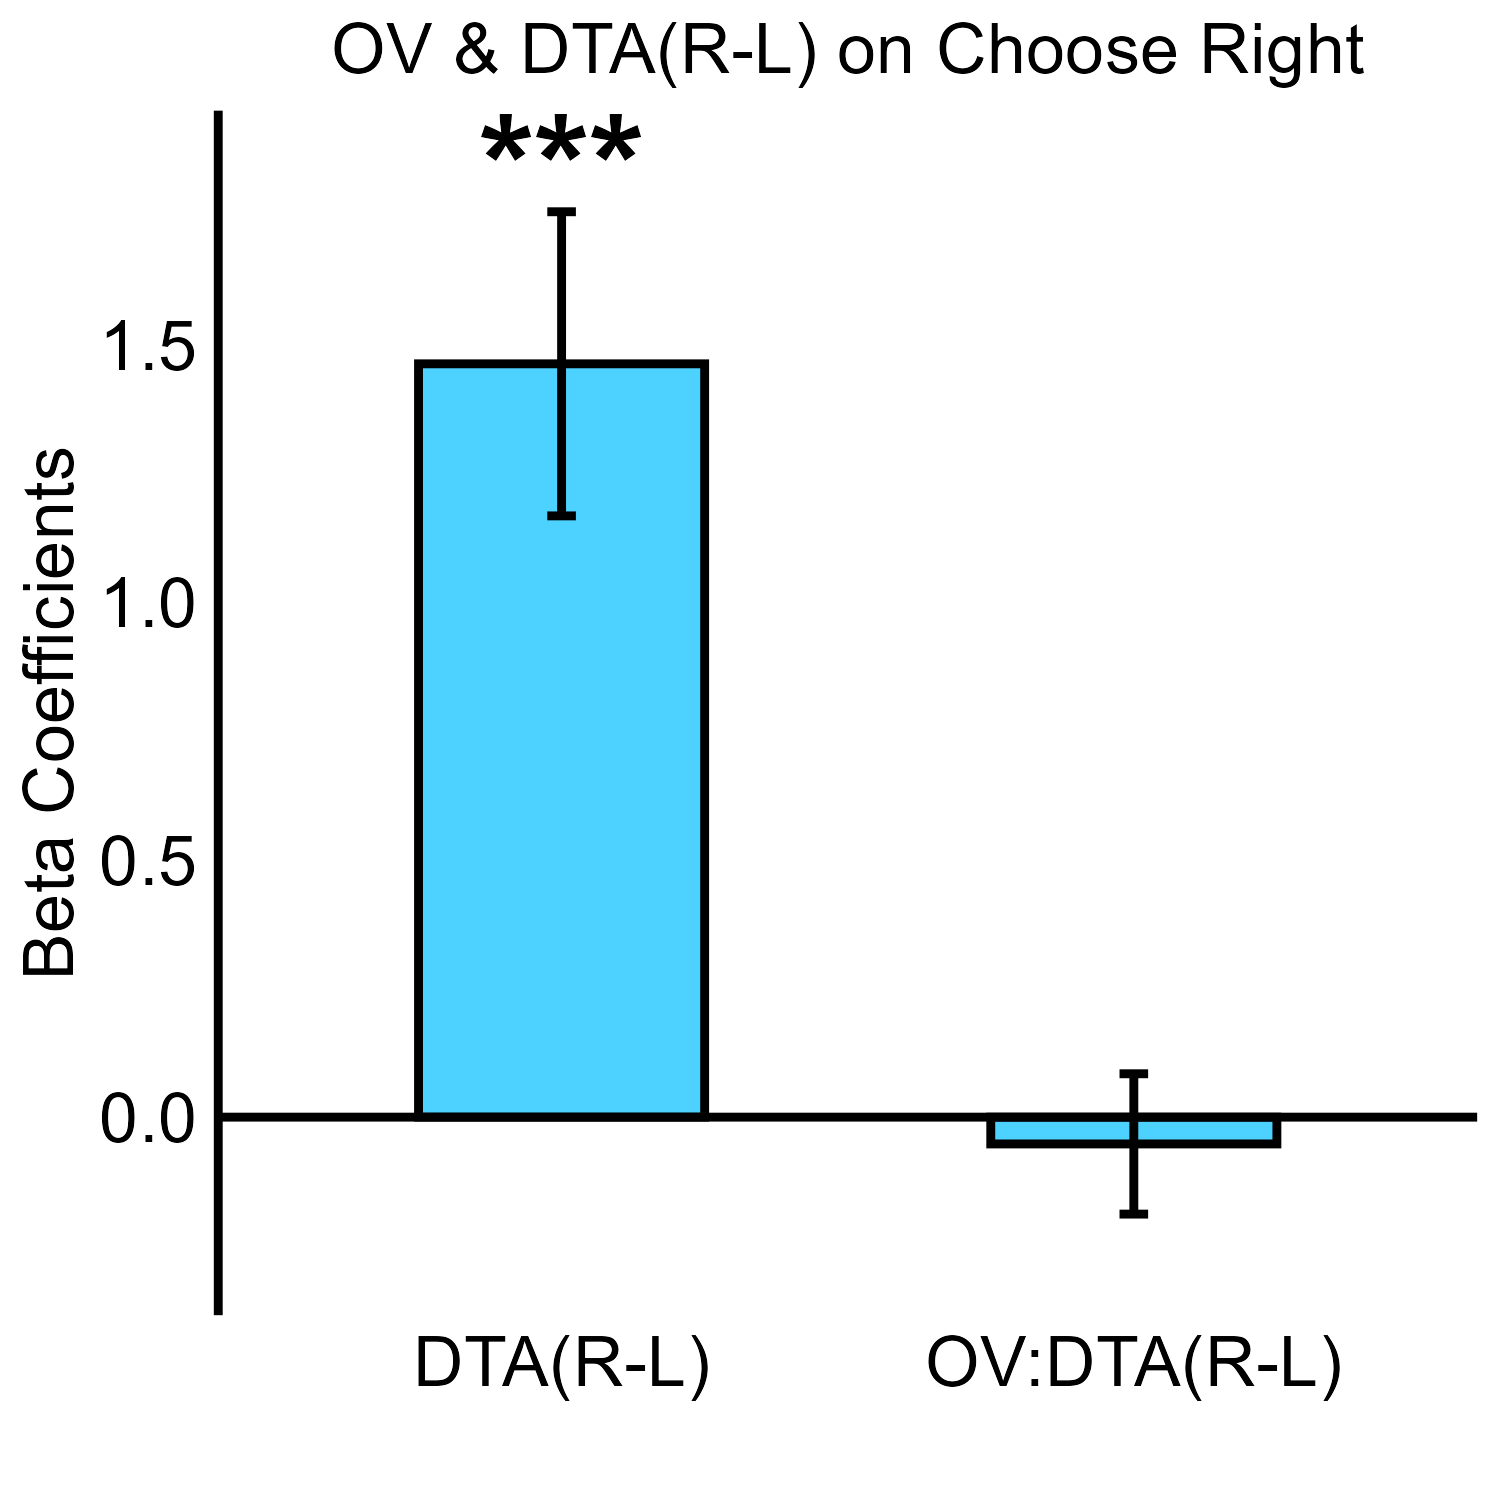 OV & DTA(R-L) on Choose Right
***
1.5
1.0
0.5
0.0
Beta Coefficients
DTA(R-L)
OV:DTA(R-L)